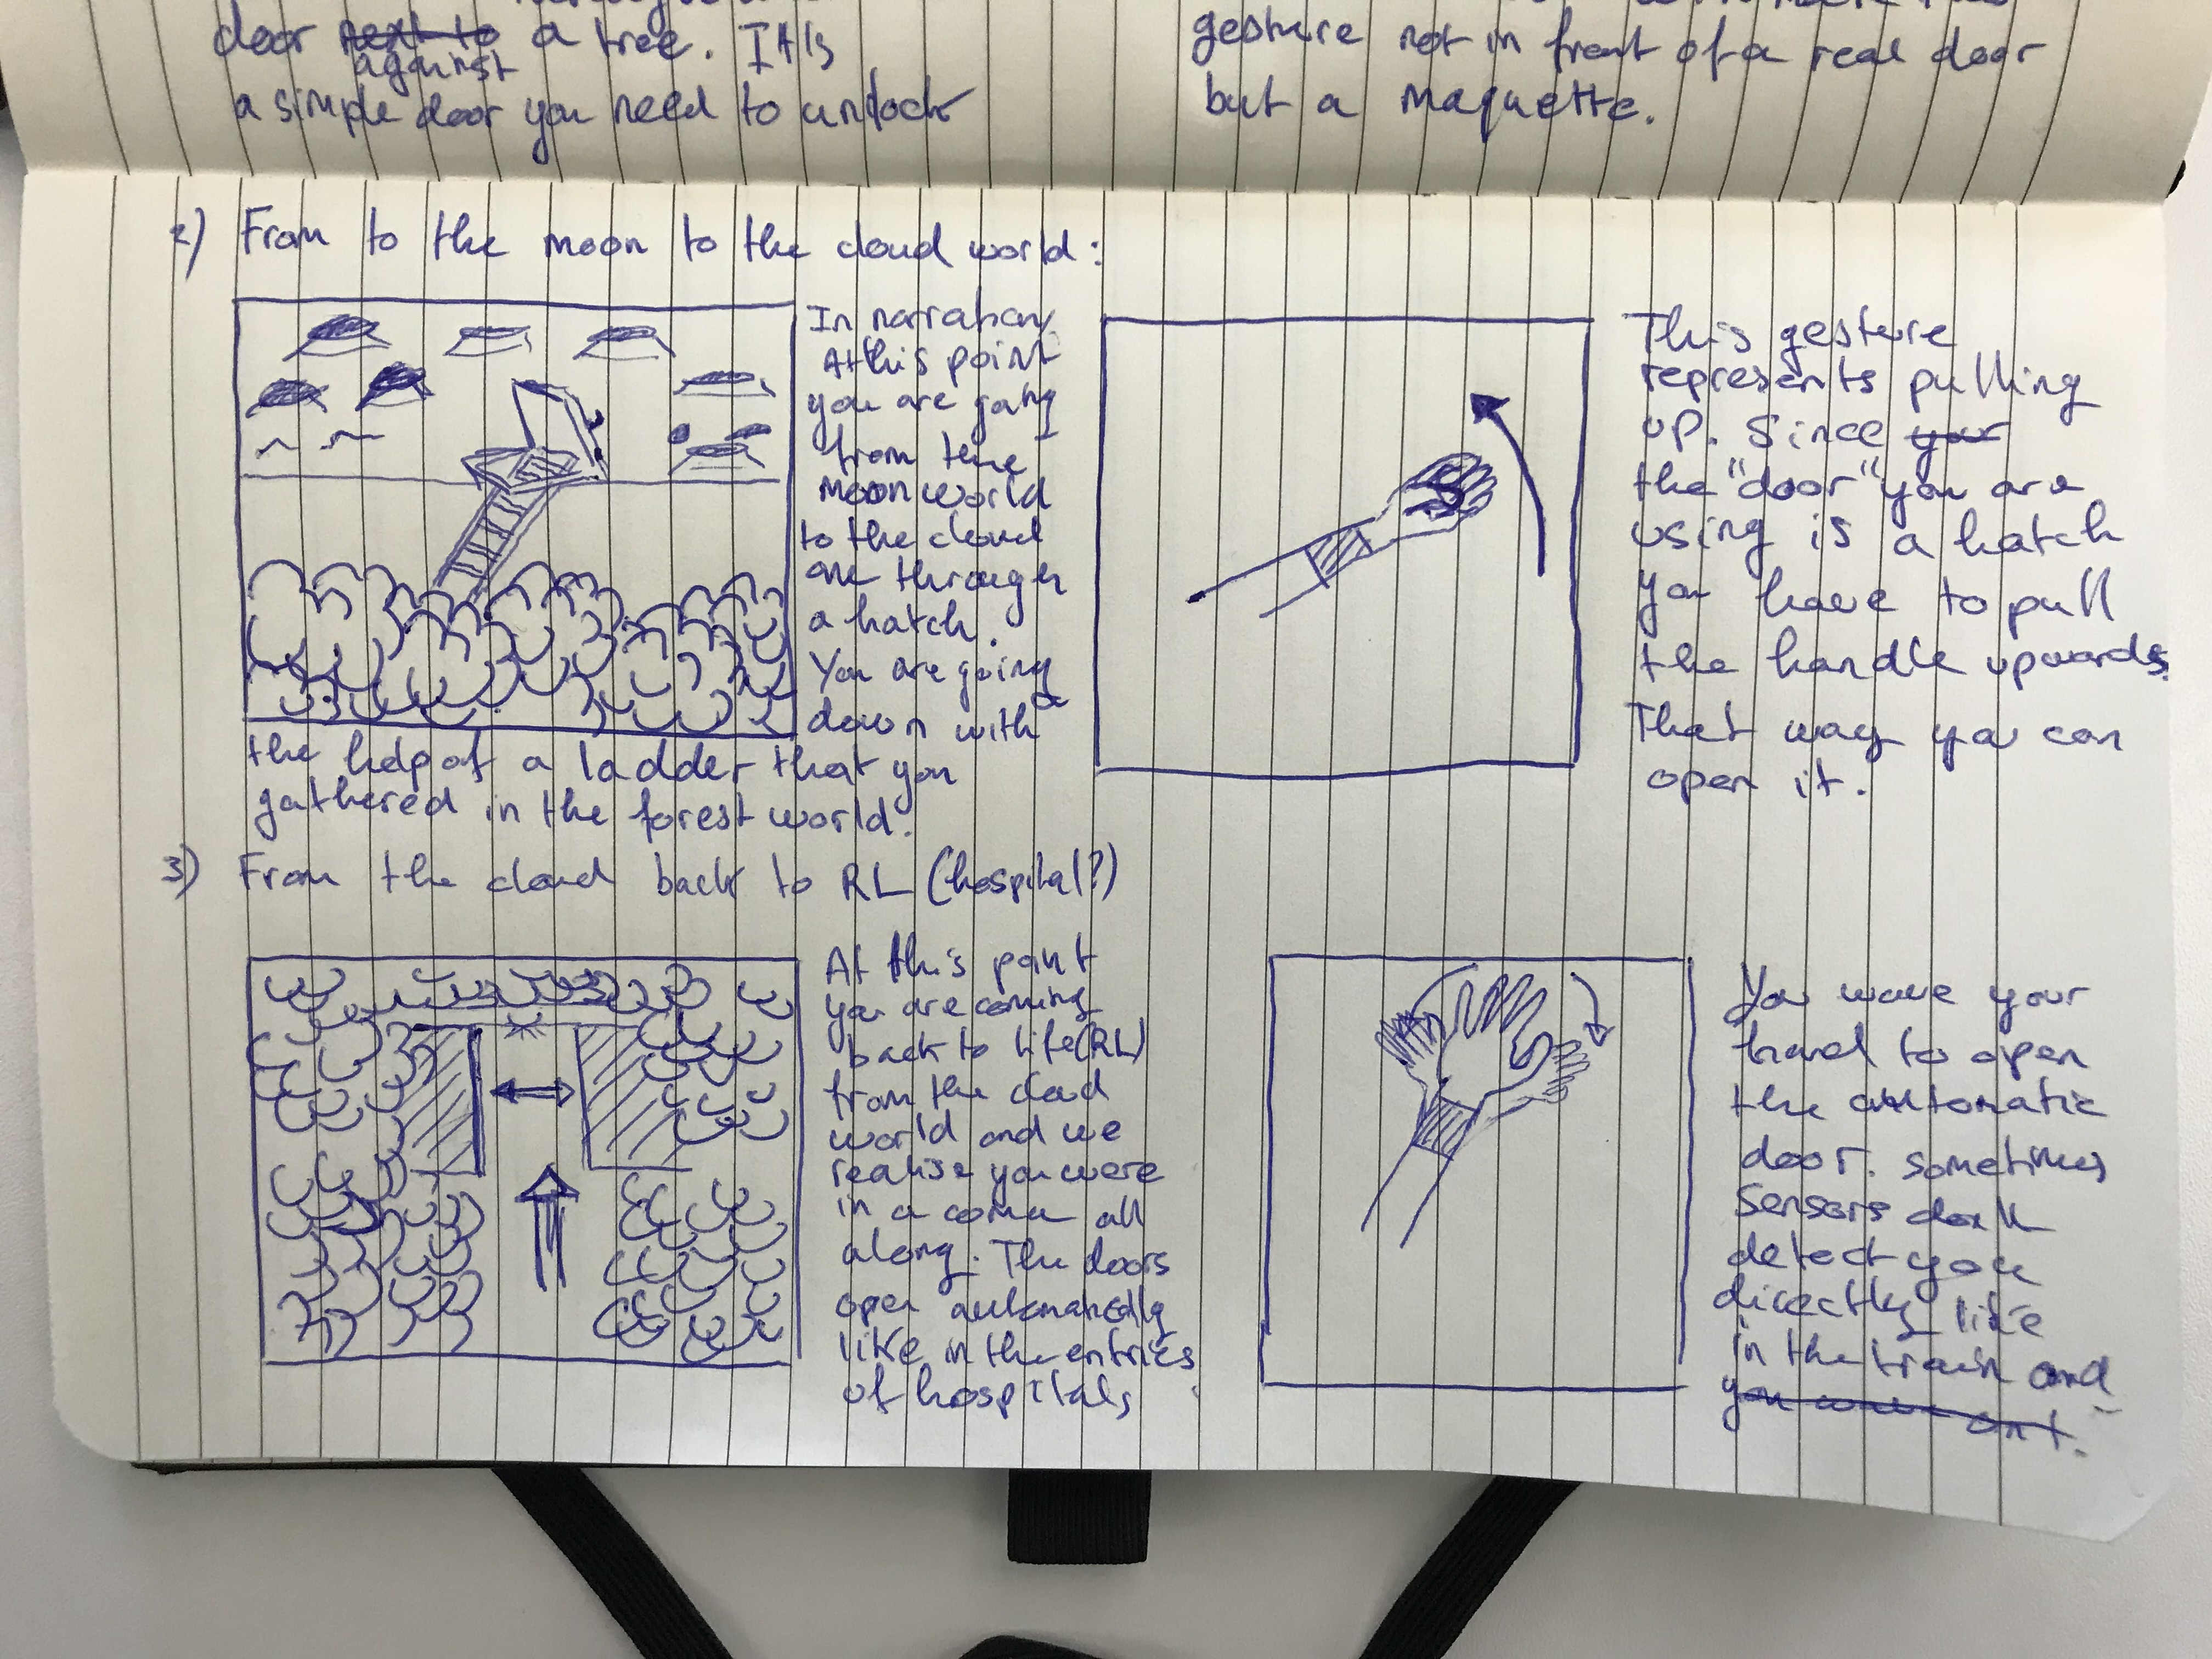 door next to a tree. This
against
a simple door you need to unlock
gesture not in front of a real door
but a maquette.
2) From to the moon to the cloud world:
In narration
At this point
you are going
from the
moon world
to the cloud
one through
a hatch.
You are going
down with
the help of a ladder that you
gathered in the forest world.
This gesture
represents pulling
up. Since your
the "door" you are
using is a hatch
you have to pull
the handle upwards.
That way you can
open it.
3) From the cloud back to RL (hospital?)
At this point
you are coming
back to life (RL)
from the cloud
world and we
realise you were
in a coma all
along. The doors
open automatically
like in the entries
of hospitals.
You wave your
hand to open
the automatic
door. Sometimes
sensors don't
detect you
directly like
in the train and